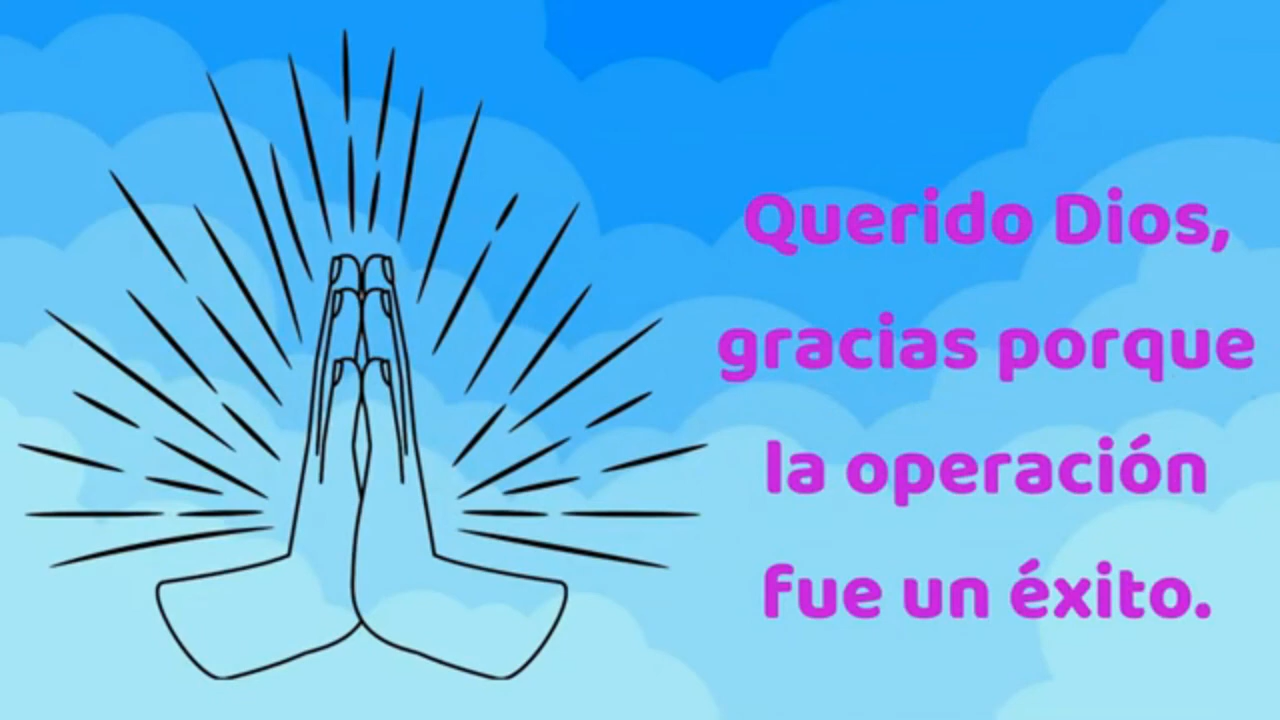 Querido Dios,
gracias porque
la operación
fue un éxito.